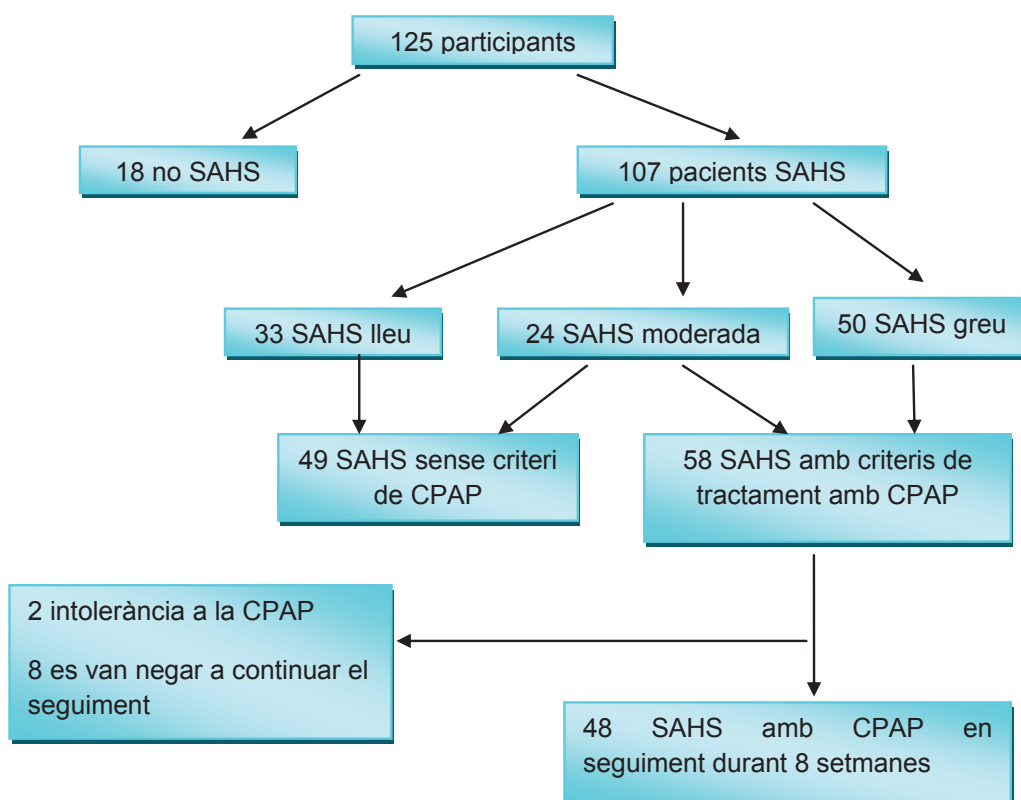 125 participants
18 no SAHS
107 pacients SAHS
33 SAHS lleu
24 SAHS moderada
50 SAHS greu
49 SAHS sense criteri
de CPAP
58 SAHS amb criteris de
tractament amb CPAP
2 intolerància a la CPAP
8 es van negar a continuar el
seguiment
48 SAHS amb CPAP en
seguiment durant 8 setmanes